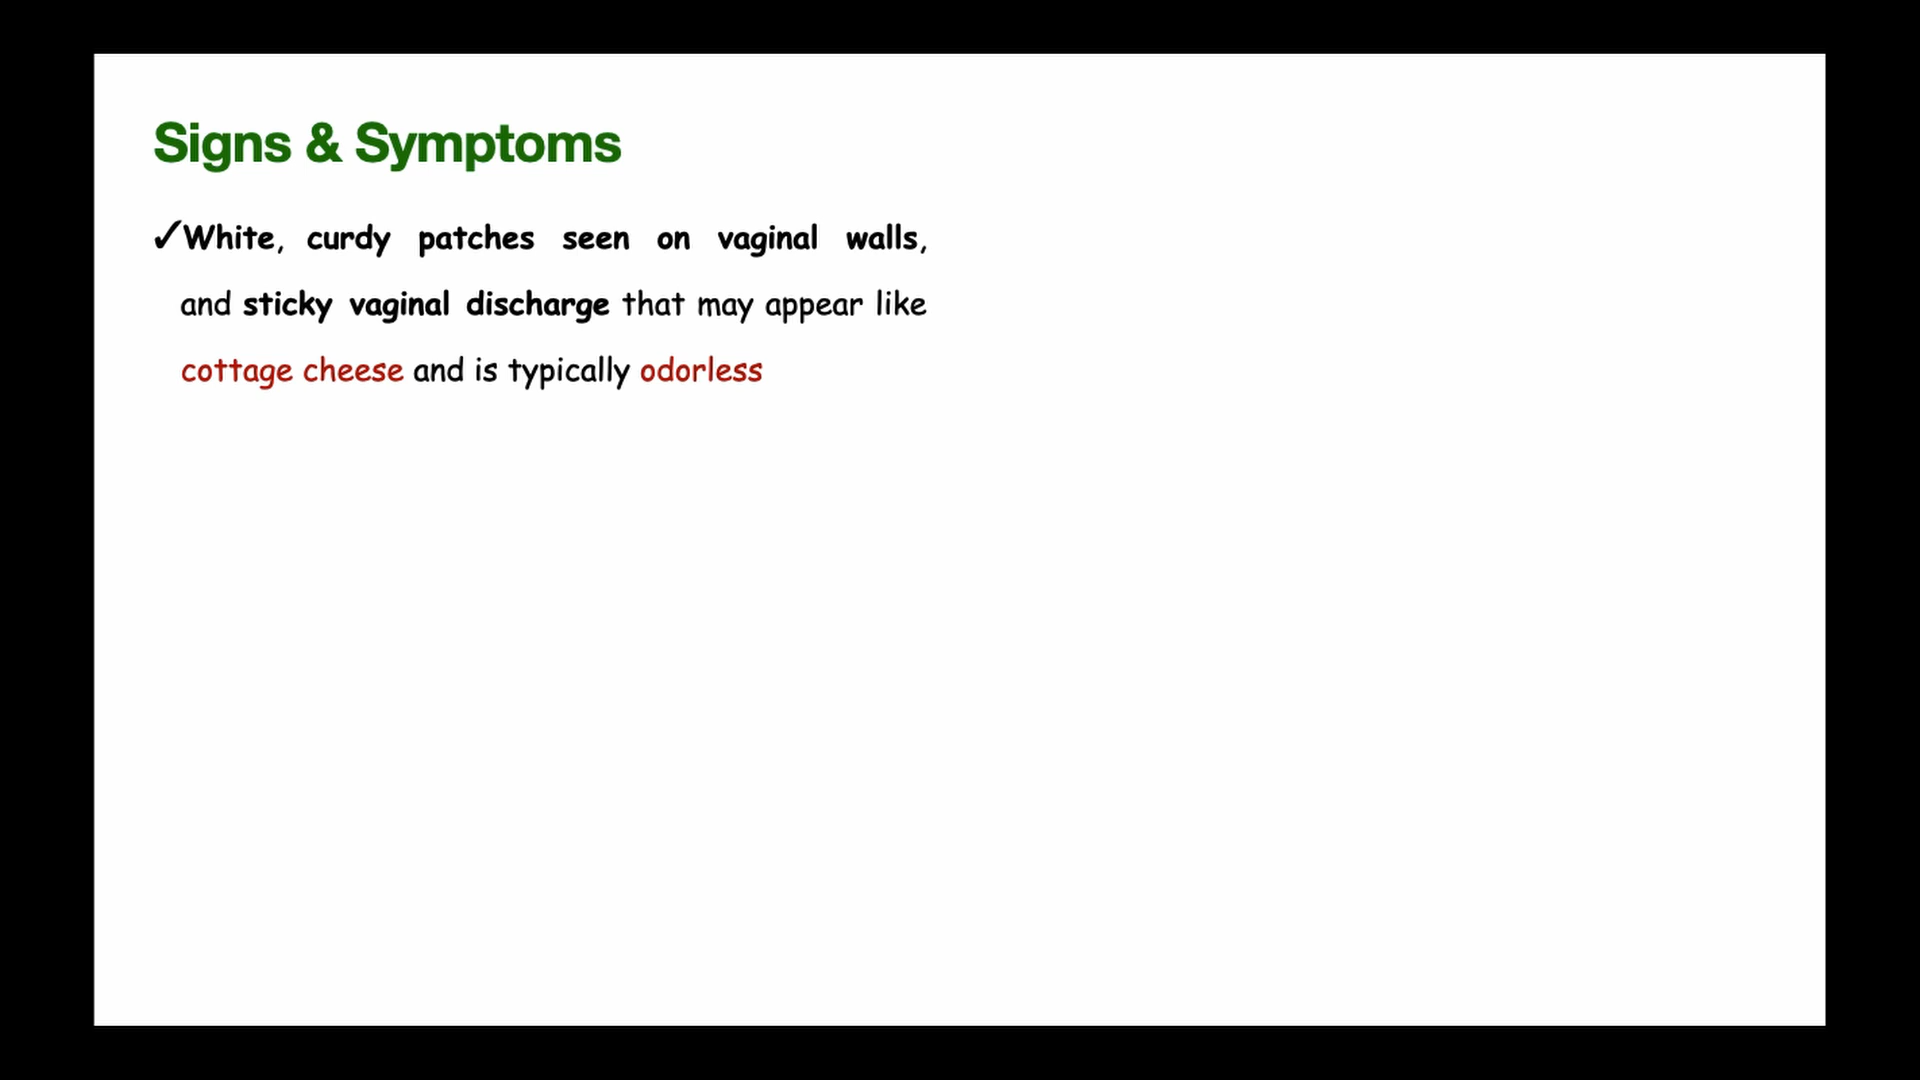 Signs & Symptoms
✓White, curdy patches seen on vaginal walls,
and sticky vaginal discharge that may appear like
cottage cheese and is typically odorless